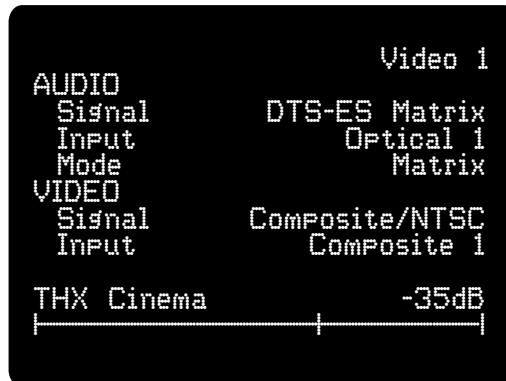 Video 1
AUDIO
Signal DTS-ES Matrix
Input Optical 1
Mode Matrix
VIDEO
Signal Composite/NTSC
Input Composite 1
THX Cinema -35dB